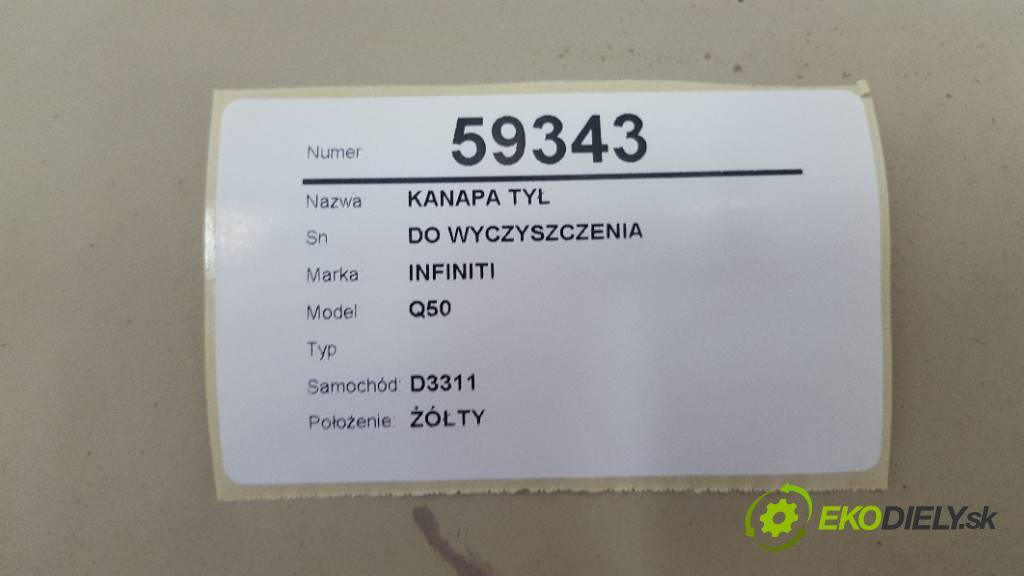 Numer 59343
Nazwa KANAPA TYŁ
Sn DO WYCZYSZCZENIA
Marka INFINITI
Model Q50
Typ
Samochód: D3311
Położenie: ŻÓŁTY
EKODIELY.sk